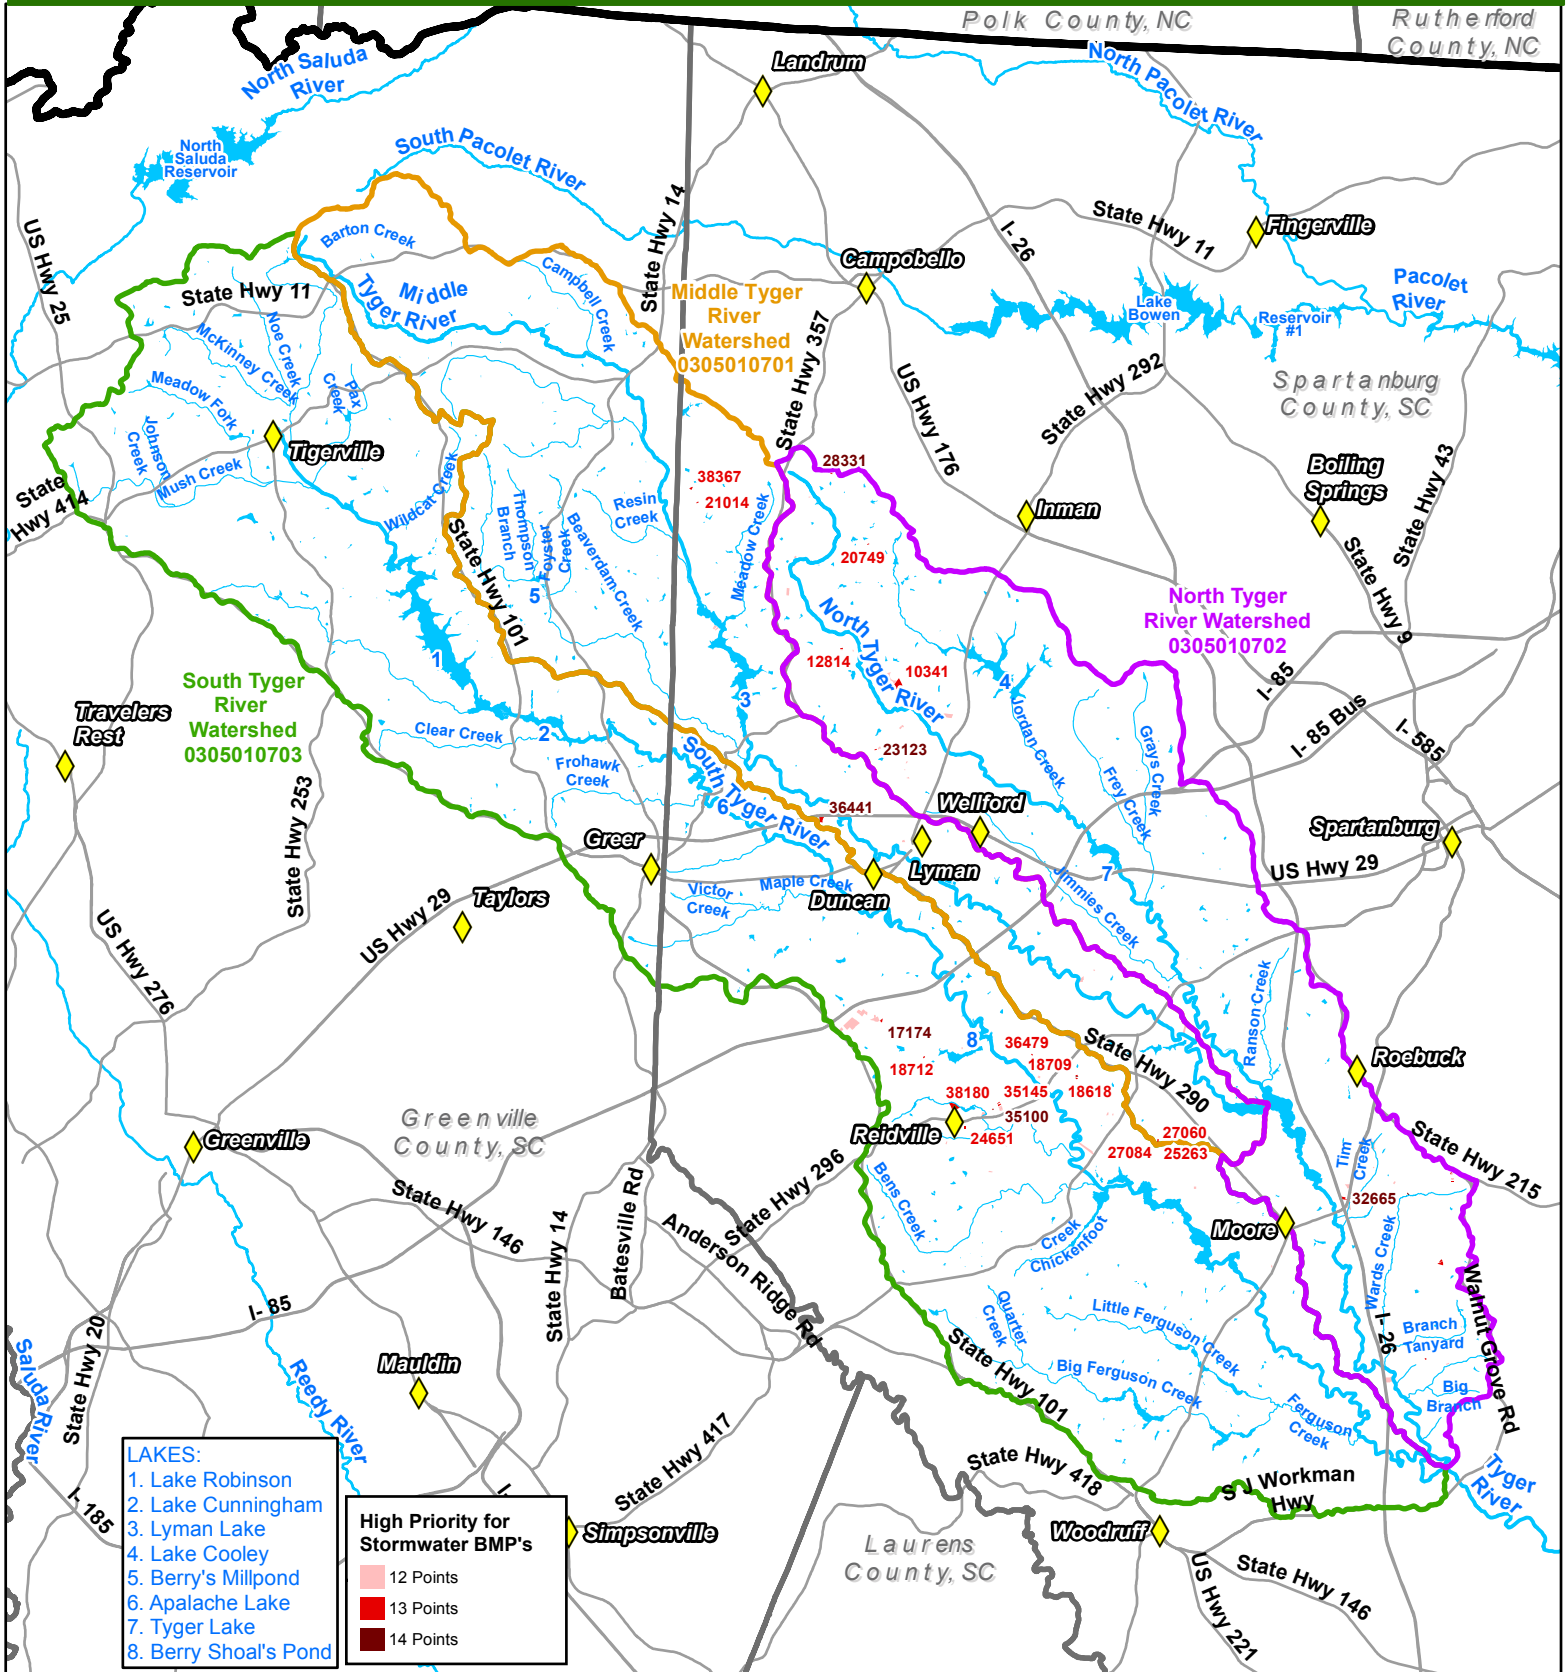 Polk County, NC
Rutherford
County, NC
North Saluda
River
Landrum
North Pacolet River
South Pacolet River
North
Saluda
Reservoir
State Hwy 14
US Hwy 25
Barton Creek
State Hwy 11
Middle
Tyger River
Campbell Creek
Middle Tyger
River
Watershed
0305010701
Campobello
I- 26
State Hwy 11
Fingerville
Pacolet
River
Lake
Bowen
Reservoir
#1
State Hwy 357
US Hwy 176
State Hwy 292
Spartanburg
County, SC
State Hwy 43
Boiling
Springs
State Hwy 9
Inman
McKinney Creek
Noe Creek
Pax
Creek
Meadow Fork
Johnson
Creek
Mush Creek
Tigerville
State
Hwy 414
Wildcat Creek
State Hwy 101
Thompson
Branch
Foyster
Creek
Beaverdam Creek
Resin
Creek
5
38367
21014
Meadow Creek
28331
20749
North Tyger River
12814
10341
North Tyger
River Watershed
0305010702
1
2
3
4
South Tyger
River
Watershed
0305010703
Travelers
Rest
Clear Creek
Frohawk
Creek
South Tyger River
6
23123
36441
Jordan Creek
Frey Creek
Grays Creek
I- 85
I- 85 Bus
I- 585
State Hwy 253
Greer
Wellford
Lyman
Duncan
Spartanburg
US Hwy 29
7
Jimmies Creek
Victor
Creek
Maple Creek
Taylors
US Hwy 29
US Hwy 276
Ranson Creek
17174
18712
8
36479
18709
38180
35145
18618
35100
24651
Reidville
State Hwy 290
27060
27084
25263
Roebuck
State Hwy 215
Tim
Creek
32665
Moore
Wards Creek
Greenville
County, SC
Greenville
State Hwy 146
State Hwy 14
Batesville Rd
State Hwy 296
Anderson Ridge Rd
Bens Creek
Creek
Chickenfoot
Quarter
Creek
Little Ferguson Creek
Big Ferguson Creek
Ferguson
Creek
I- 26
Branch
Tanyard
Big
Branch
Walnut Grove Rd
I- 85
State Hwy 20
Saluda River
Reedy River
Mauldin
State Hwy 101
State Hwy 417
State Hwy 418
S J Workman
Hwy
Tyger
River
I- 185
I-
Simpsonville
Laurens
County, SC
Woodruff
US Hwy 221
State Hwy 146
LAKES:
1. Lake Robinson
2. Lake Cunningham
3. Lyman Lake
4. Lake Cooley
5. Berry's Millpond
6. Apalache Lake
7. Tyger Lake
8. Berry Shoal's Pond
High Priority for
Stormwater BMP's
12 Points
13 Points
14 Points